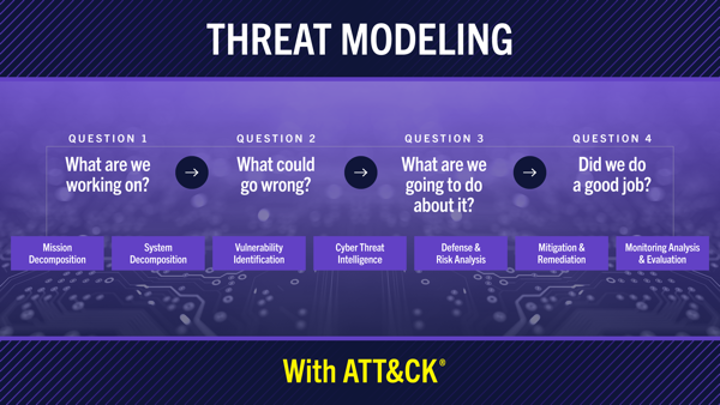 THREAT MODELING
QUESTION 1
What are we
working on?
QUESTION 2
What could
go wrong?
QUESTION 3
What are we
going to do
about it?
QUESTION 4
Did we do
a good job?
Mission
Decomposition
System
Decomposition
Vulnerability
Identification
Cyber Threat
Intelligence
Defense &
Risk Analysis
Mitigation &
Remediation
Monitoring Analysis
& Evaluation
With ATT&CK®